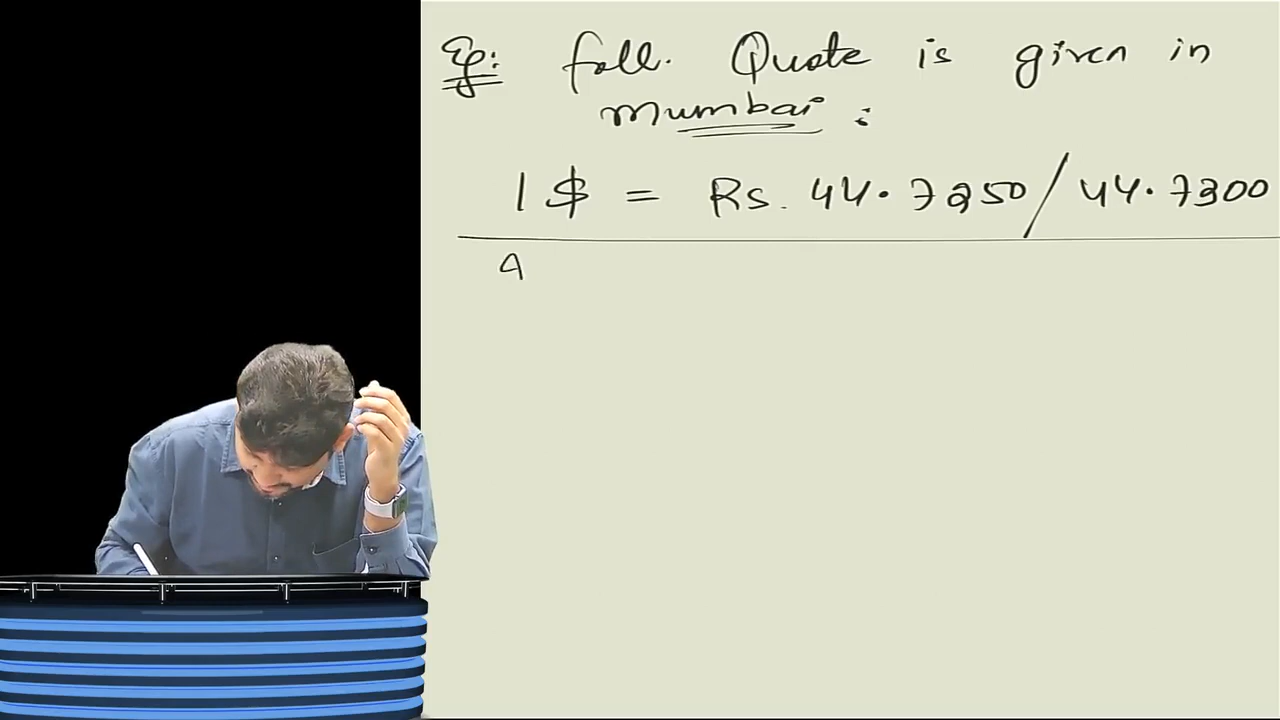 Eg: foll. Quote is given in
mumbai :
1 $ = Rs. 44.7250/44.7300